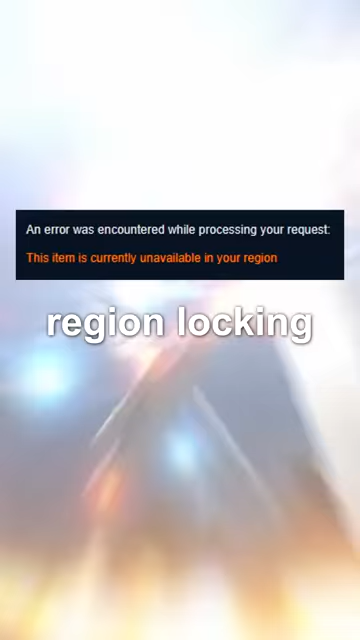 An error was encountered while processing your request:
This item is currently unavailable in your region
region locking